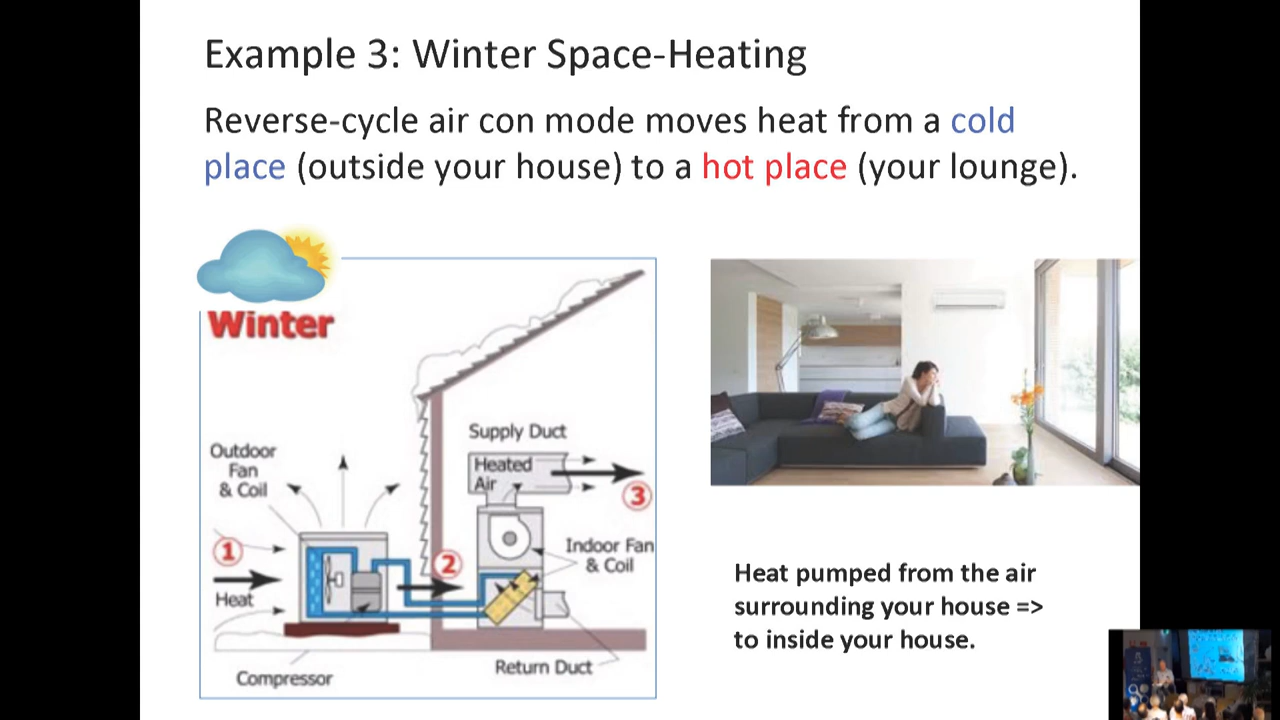 Example 3: Winter Space-Heating
Reverse-cycle air con mode moves heat from a cold
place (outside your house) to a hot place (your lounge).
Winter
Outdoor
Fan
& Coil
1
Heat
Compressor
2
Supply Duct
Heated
Air
3
Indoor Fan
& Coil
Return Duct
Heat pumped from the air
surrounding your house =>
to inside your house.